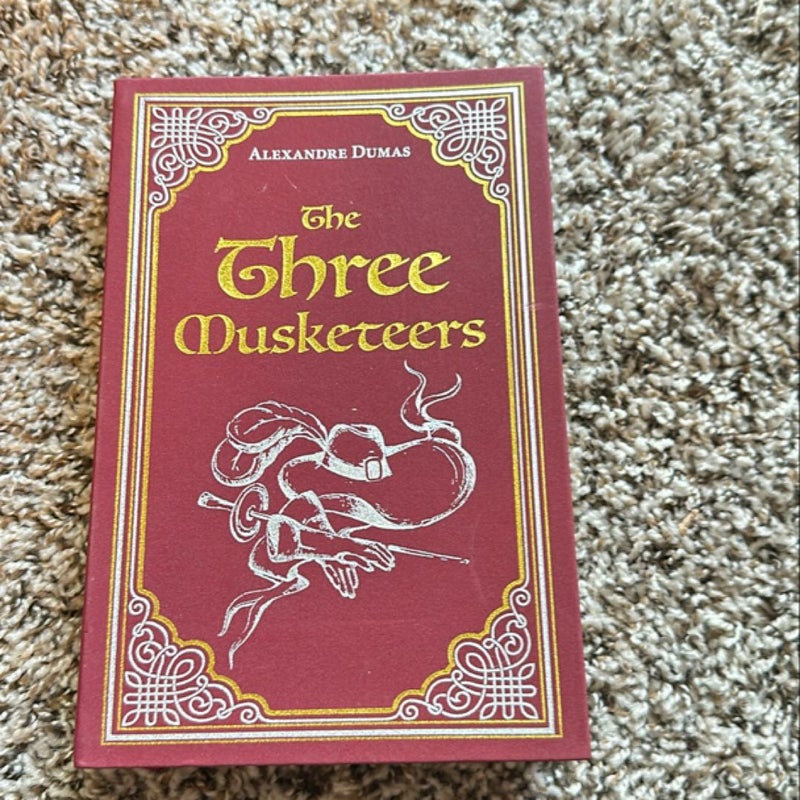 Alexandre Dumas
The
Three
Musketeers